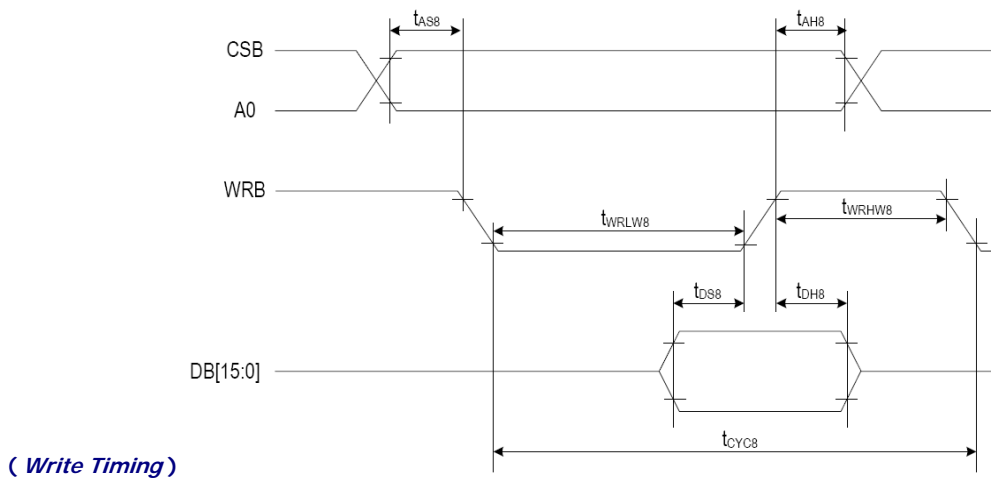 tAS8 tAH8
CSB
A0
WRB
tWRLW8 tWRHW8
tDS8 tDH8
DB[15:0]
tCYC8
( Write Timing )